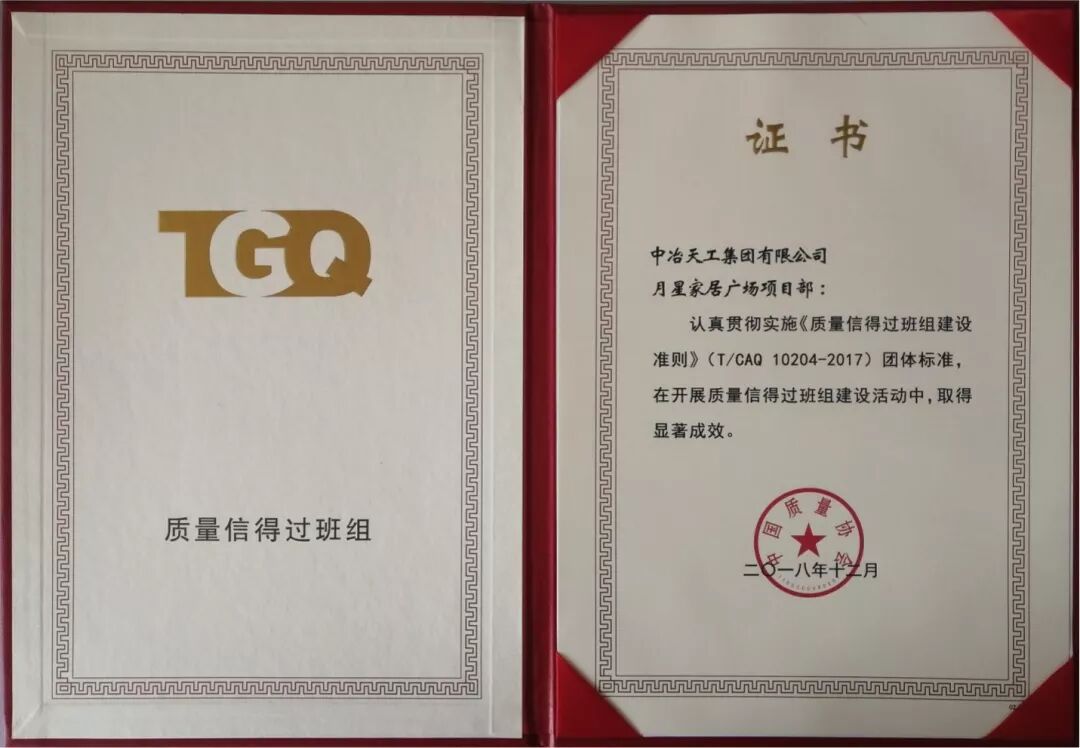 TGQ
质量信得过班组
证书
中冶天工集团有限公司
月星家居广场项目部：
认真贯彻实施《质量信得过班组建设
准则》（T/CAQ 10204-2017）团体标准，
在开展质量信得过班组建设活动中，取得
显著成效。
中国质量协会
二〇一八年十二月